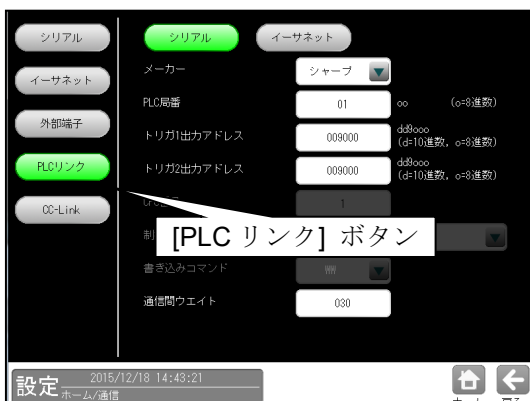 シリアル
イーサネット
外部端子
PLCリンク
CC-Link
シリアル
イーサネット
メーカー
シャープ
PLC局番
01
oo (o=8進数)
トリガ1出力アドレス
009000
dd9ooo
(d=10進数, o=8進数)
トリガ2出力アドレス
009000
dd9ooo
(d=10進数, o=8進数)
1
制
[PLC リンク] ボタン
書き込みコマンド
WW
通信間ウエイト
030
設定
2015/12/18 14:43:21
ホーム/通信